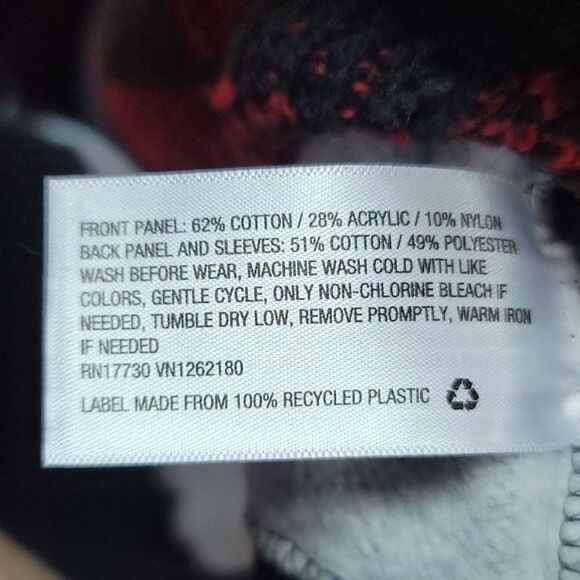 FRONT PANEL: 62% COTTON / 28% ACRYLIC / 10% NYLON
BACK PANEL AND SLEEVES: 51% COTTON / 49% POLYESTER
WASH BEFORE WEAR, MACHINE WASH COLD WITH LIKE
COLORS, GENTLE CYCLE, ONLY NON-CHLORINE BLEACH IF
NEEDED, TUMBLE DRY LOW, REMOVE PROMPTLY, WARM IRON
IF NEEDED
RN17730 VN1262180
LABEL MADE FROM 100% RECYCLED PLASTIC